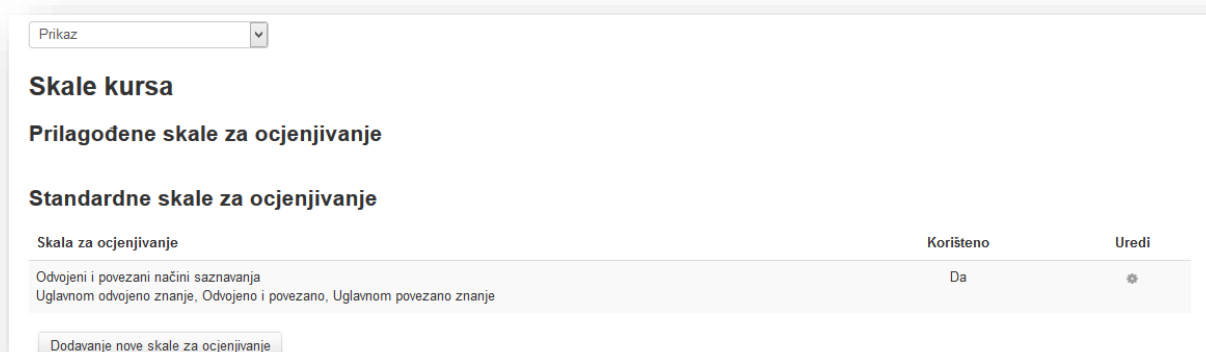 Prikaz
Skale kursa
Prilagođene skale za ocjenjivanje
Standardne skale za ocjenjivanje
Skala za ocjenjivanje Korišteno Uredi
Odvojeni i povezani načini saznavanja Da
Uglavnom odvojeno znanje, Odvojeno i povezano, Uglavnom povezano znanje
Dodavanje nove skale za ocjenjivanje